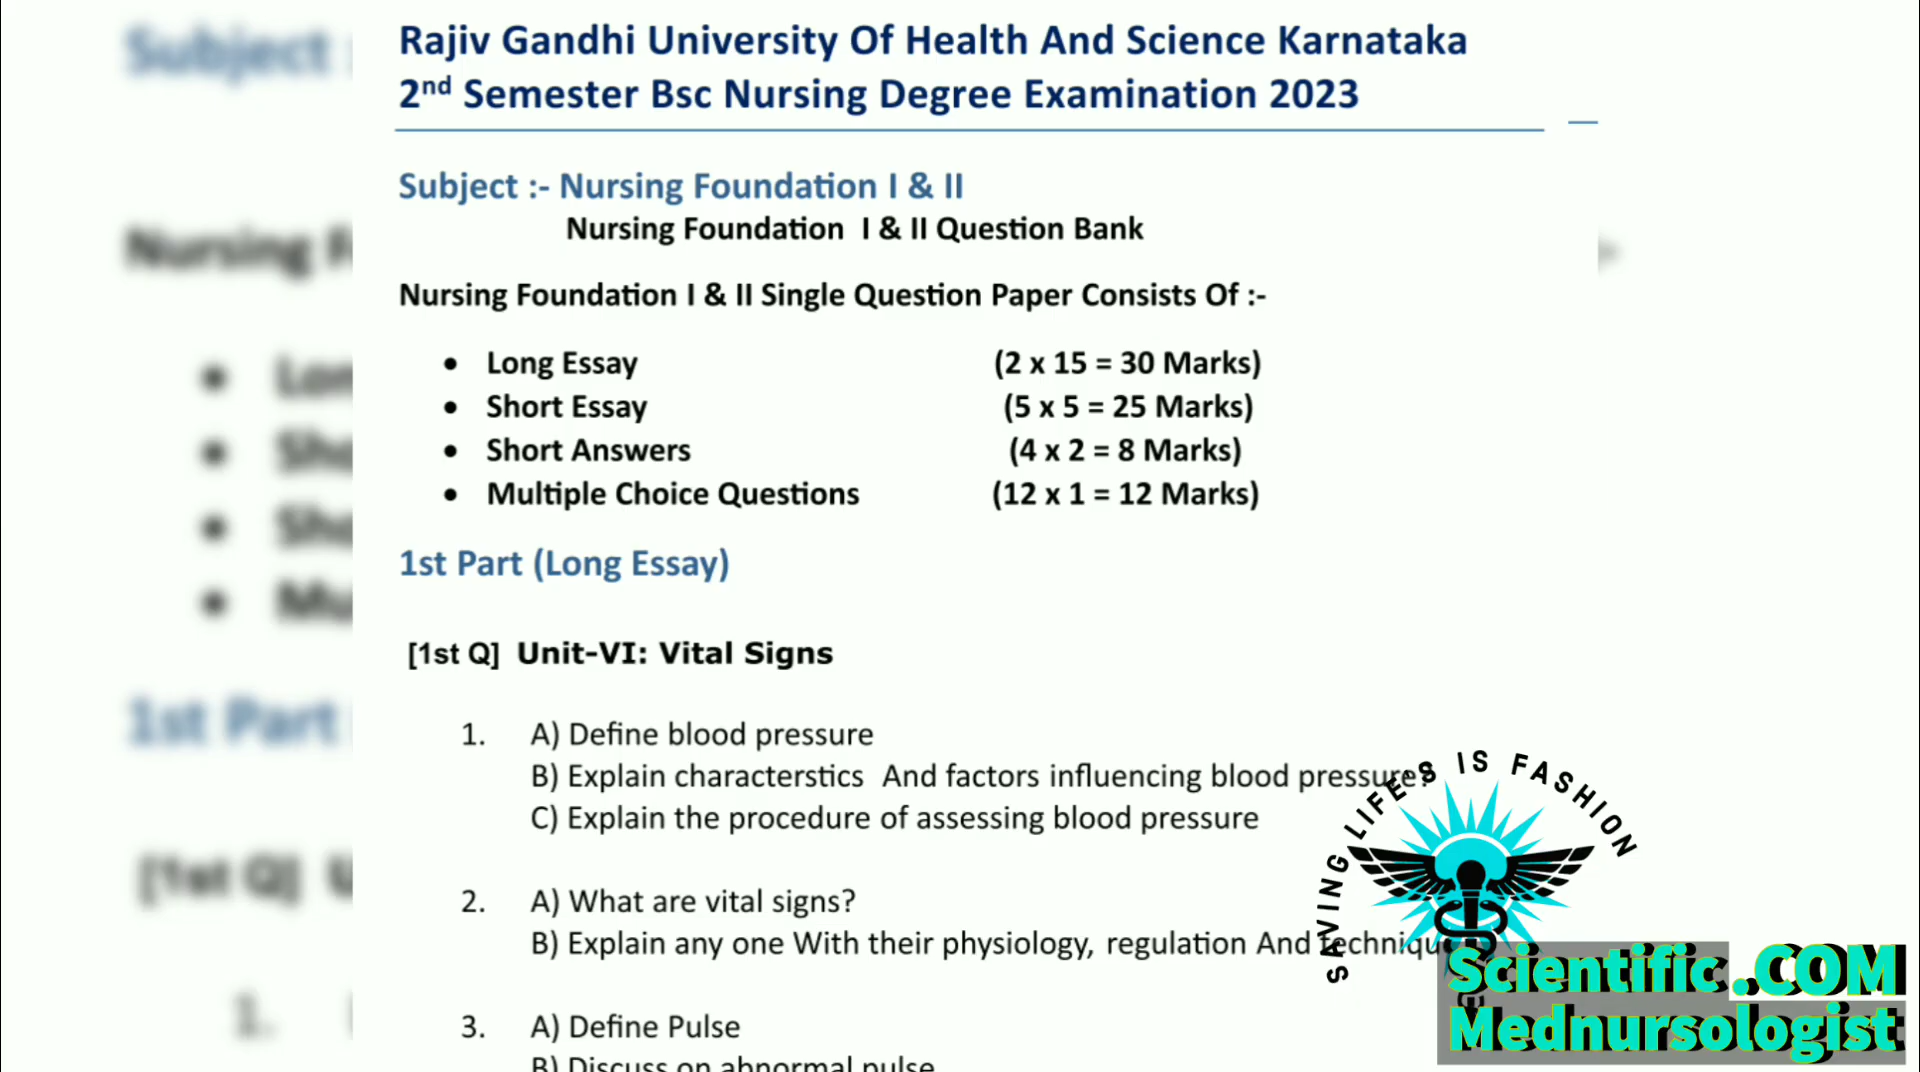 Rajiv Gandhi University Of Health And Science Karnataka
2nd Semester Bsc Nursing Degree Examination 2023
Subject :- Nursing Foundation I & II
Nursing Foundation I & II Question Bank
Nursing Foundation I & II Single Question Paper Consists Of :-
• Long Essay (2 x 15 = 30 Marks)
• Short Essay (5 x 5 = 25 Marks)
• Short Answers (4 x 2 = 8 Marks)
• Multiple Choice Questions (12 x 1 = 12 Marks)
1st Part (Long Essay)
[1st Q] Unit-VI: Vital Signs
1. A) Define blood pressure
B) Explain characterstics And factors influencing blood pressure?
C) Explain the procedure of assessing blood pressure
2. A) What are vital signs?
B) Explain any one With their physiology, regulation And
3. A) Define Pulse
B) Discuss on abnormal pulse
SAVING LIFE'S IS FASHION
Scientific .COM
Mednursologist